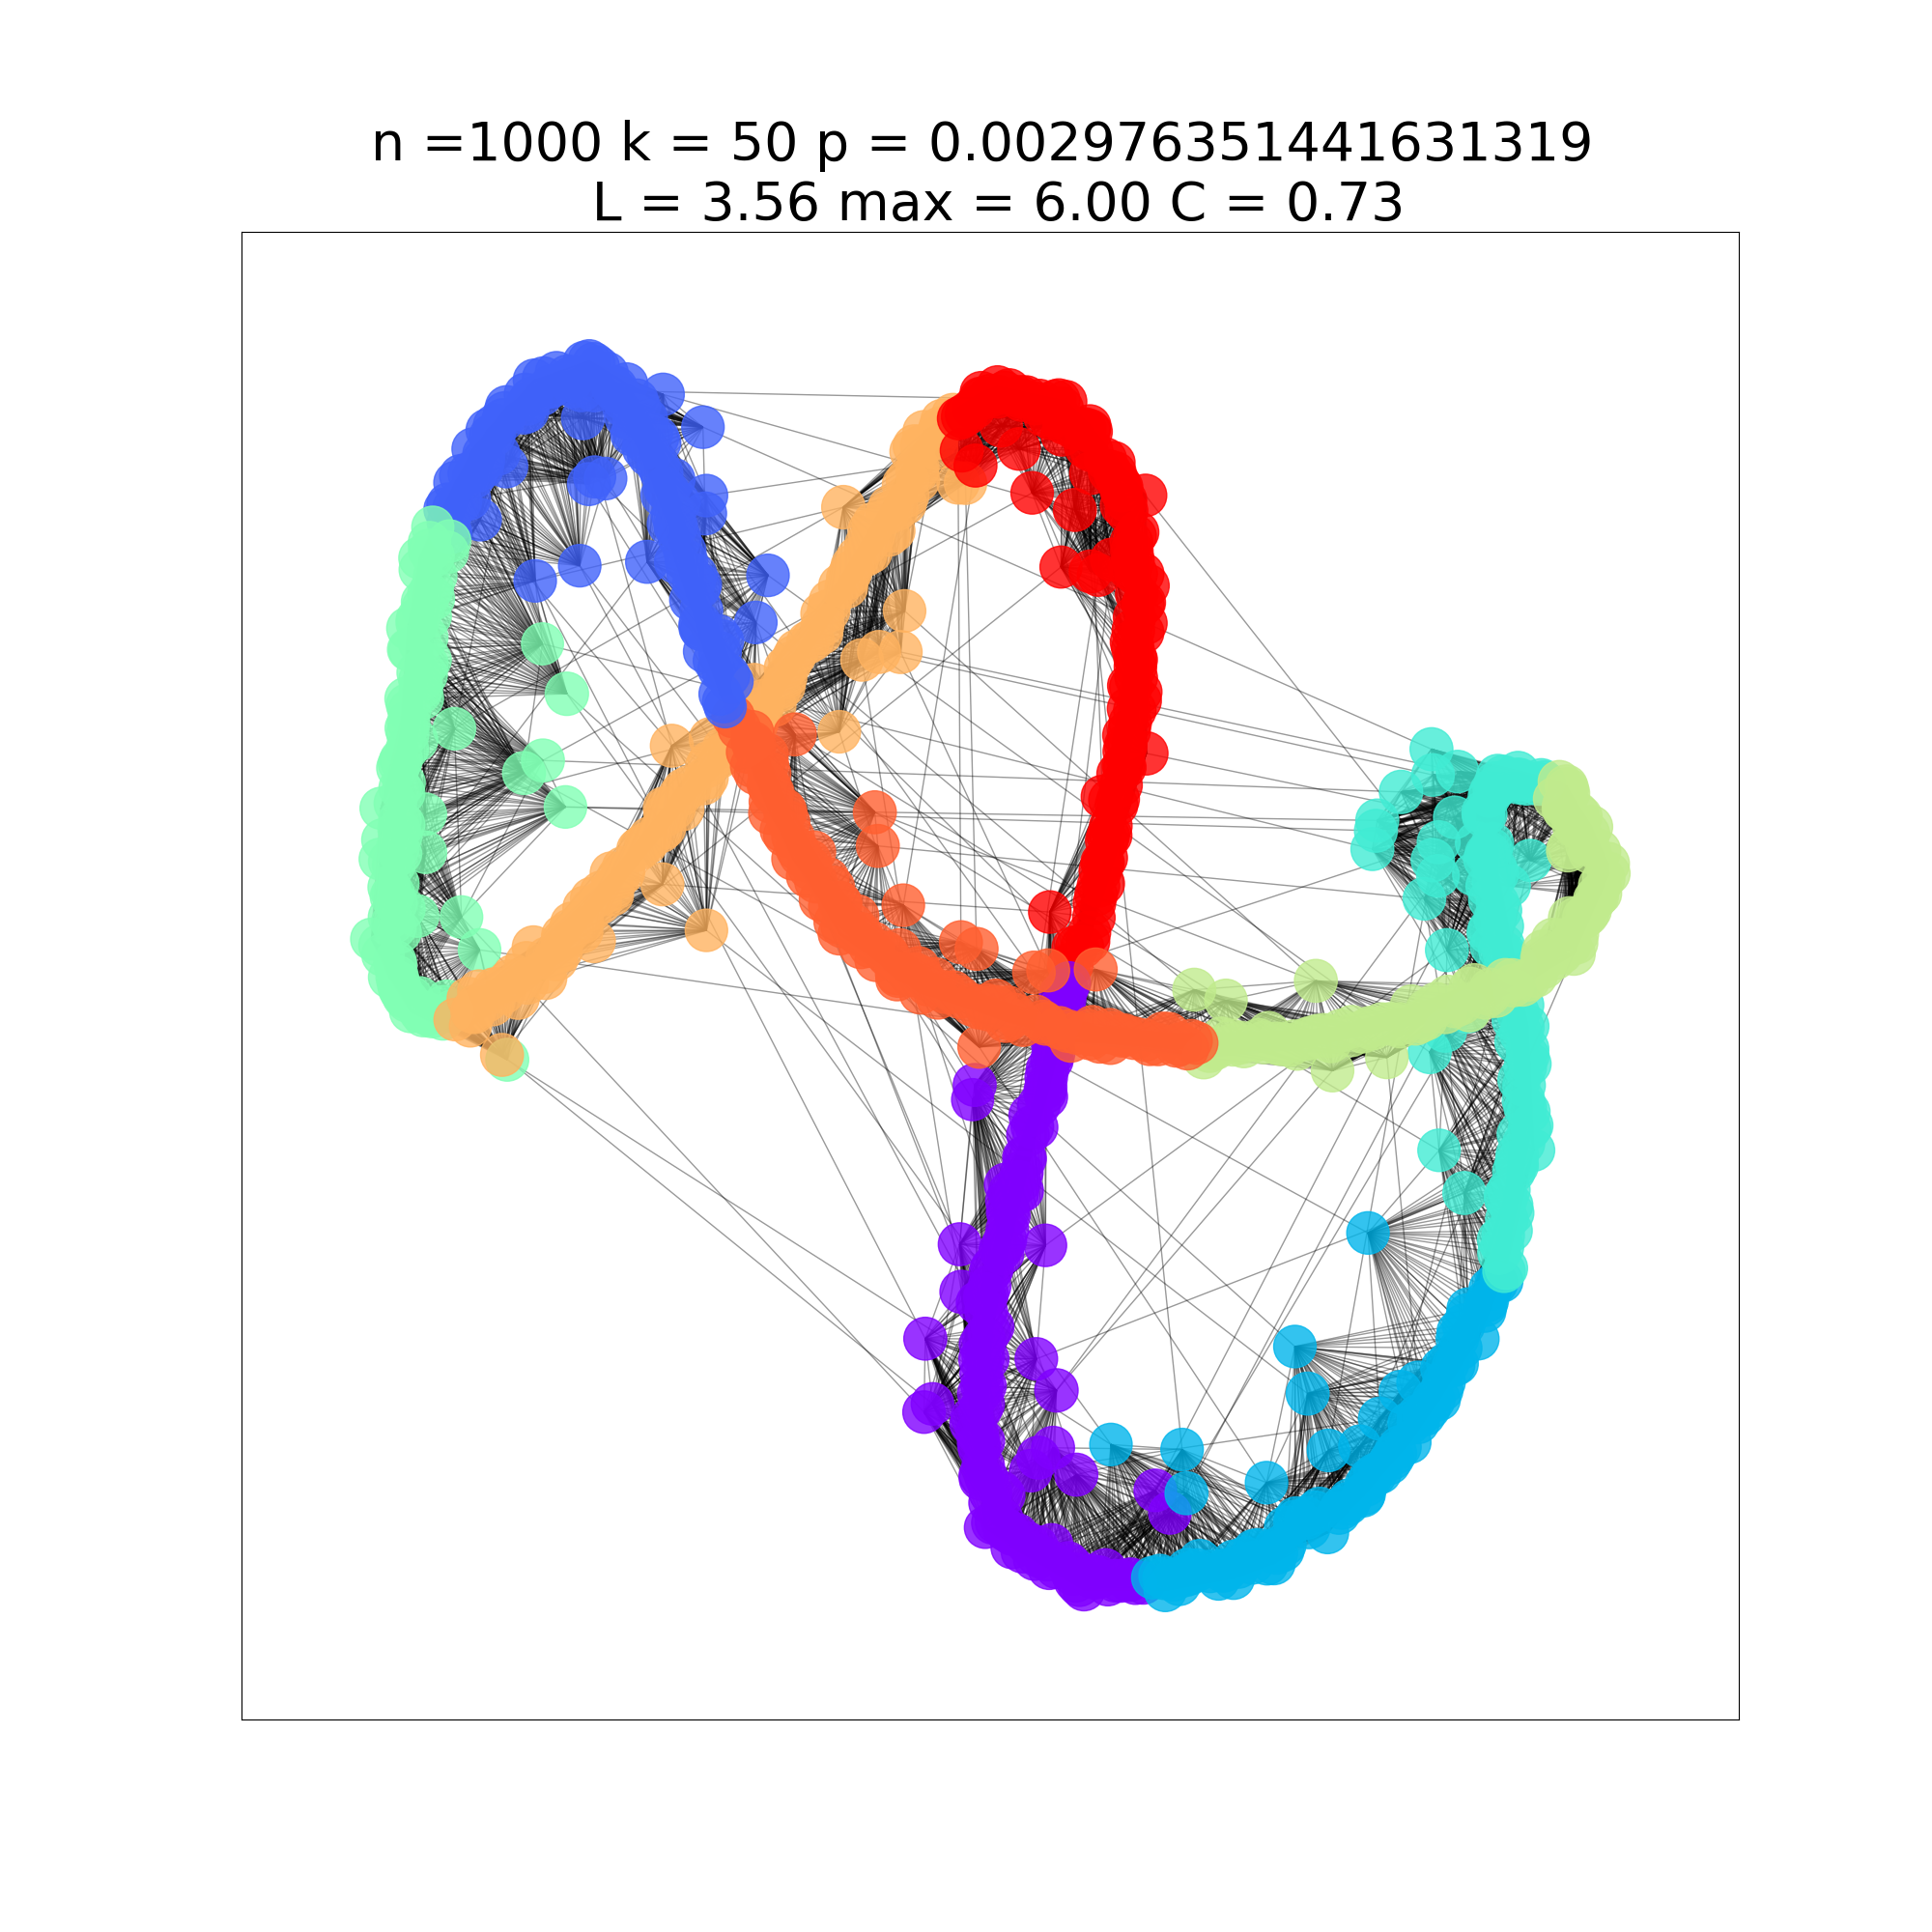 n =1000 k = 50 p = 0.002976351441631319
L = 3.56 max = 6.00 C = 0.73